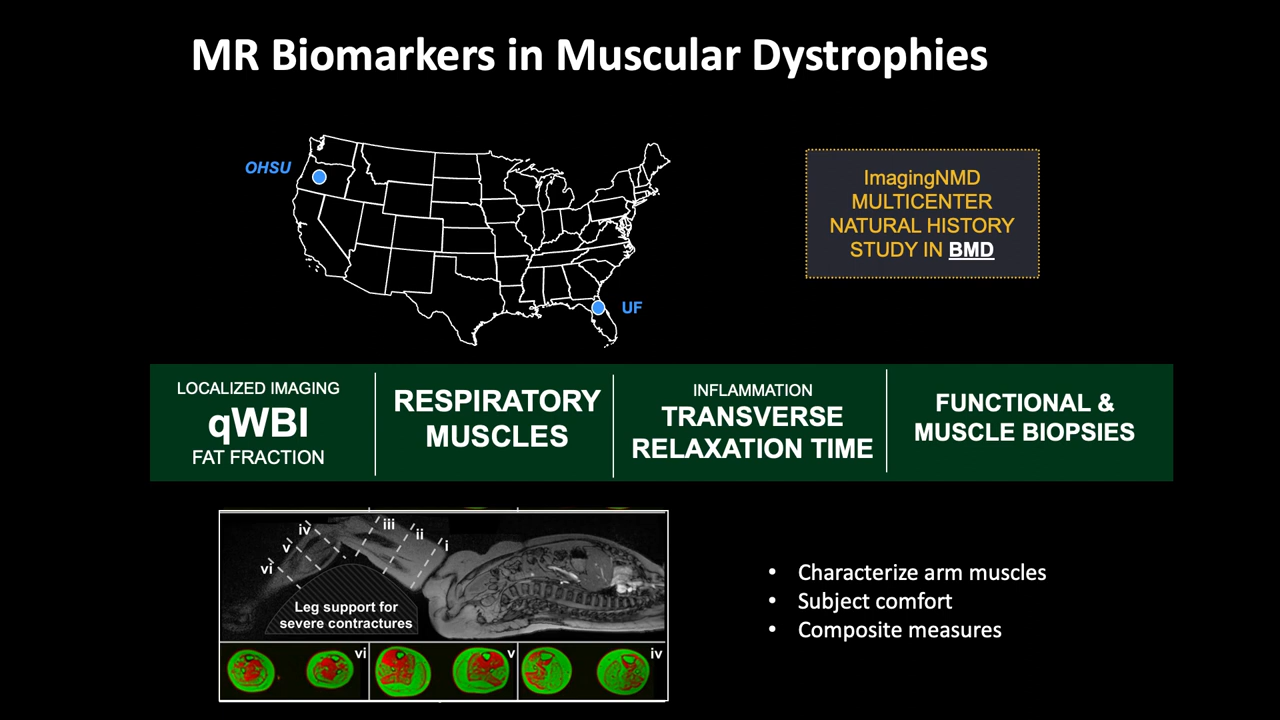 MR Biomarkers in Muscular Dystrophies
OHSU
UF
ImagingNMD
MULTICENTER
NATURAL HISTORY
STUDY IN BMD
LOCALIZED IMAGING
qWBI
FAT FRACTION
RESPIRATORY
MUSCLES
INFLAMMATION
TRANSVERSE
RELAXATION TIME
FUNCTIONAL &
MUSCLE BIOPSIES
iv
iii
ii
i
v
vi
Leg support for
severe contractures
vi
v
iv
• Characterize arm muscles
• Subject comfort
• Composite measures